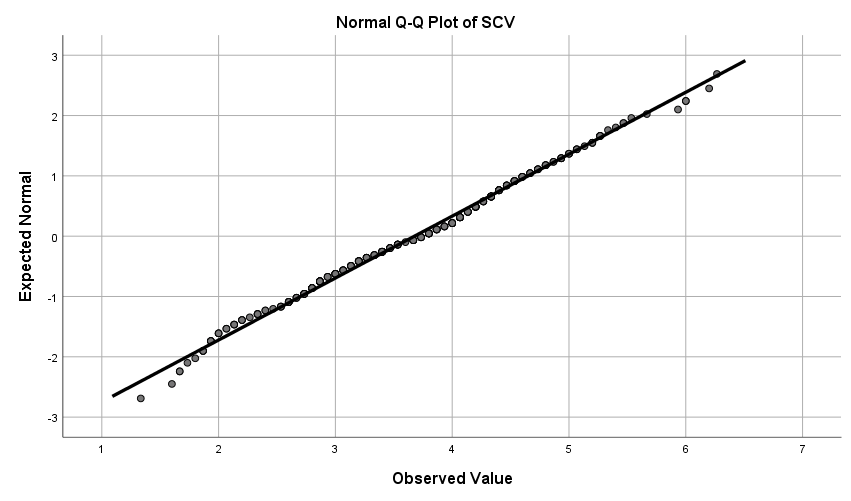 Normal Q-Q Plot of SCV
3
2
1
0
-1
-2
-3
Expected Normal
1 2 3 4 5 6 7
Observed Value